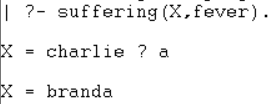 | ?- suffering(X,fever).
X = charlie ? a
X = branda